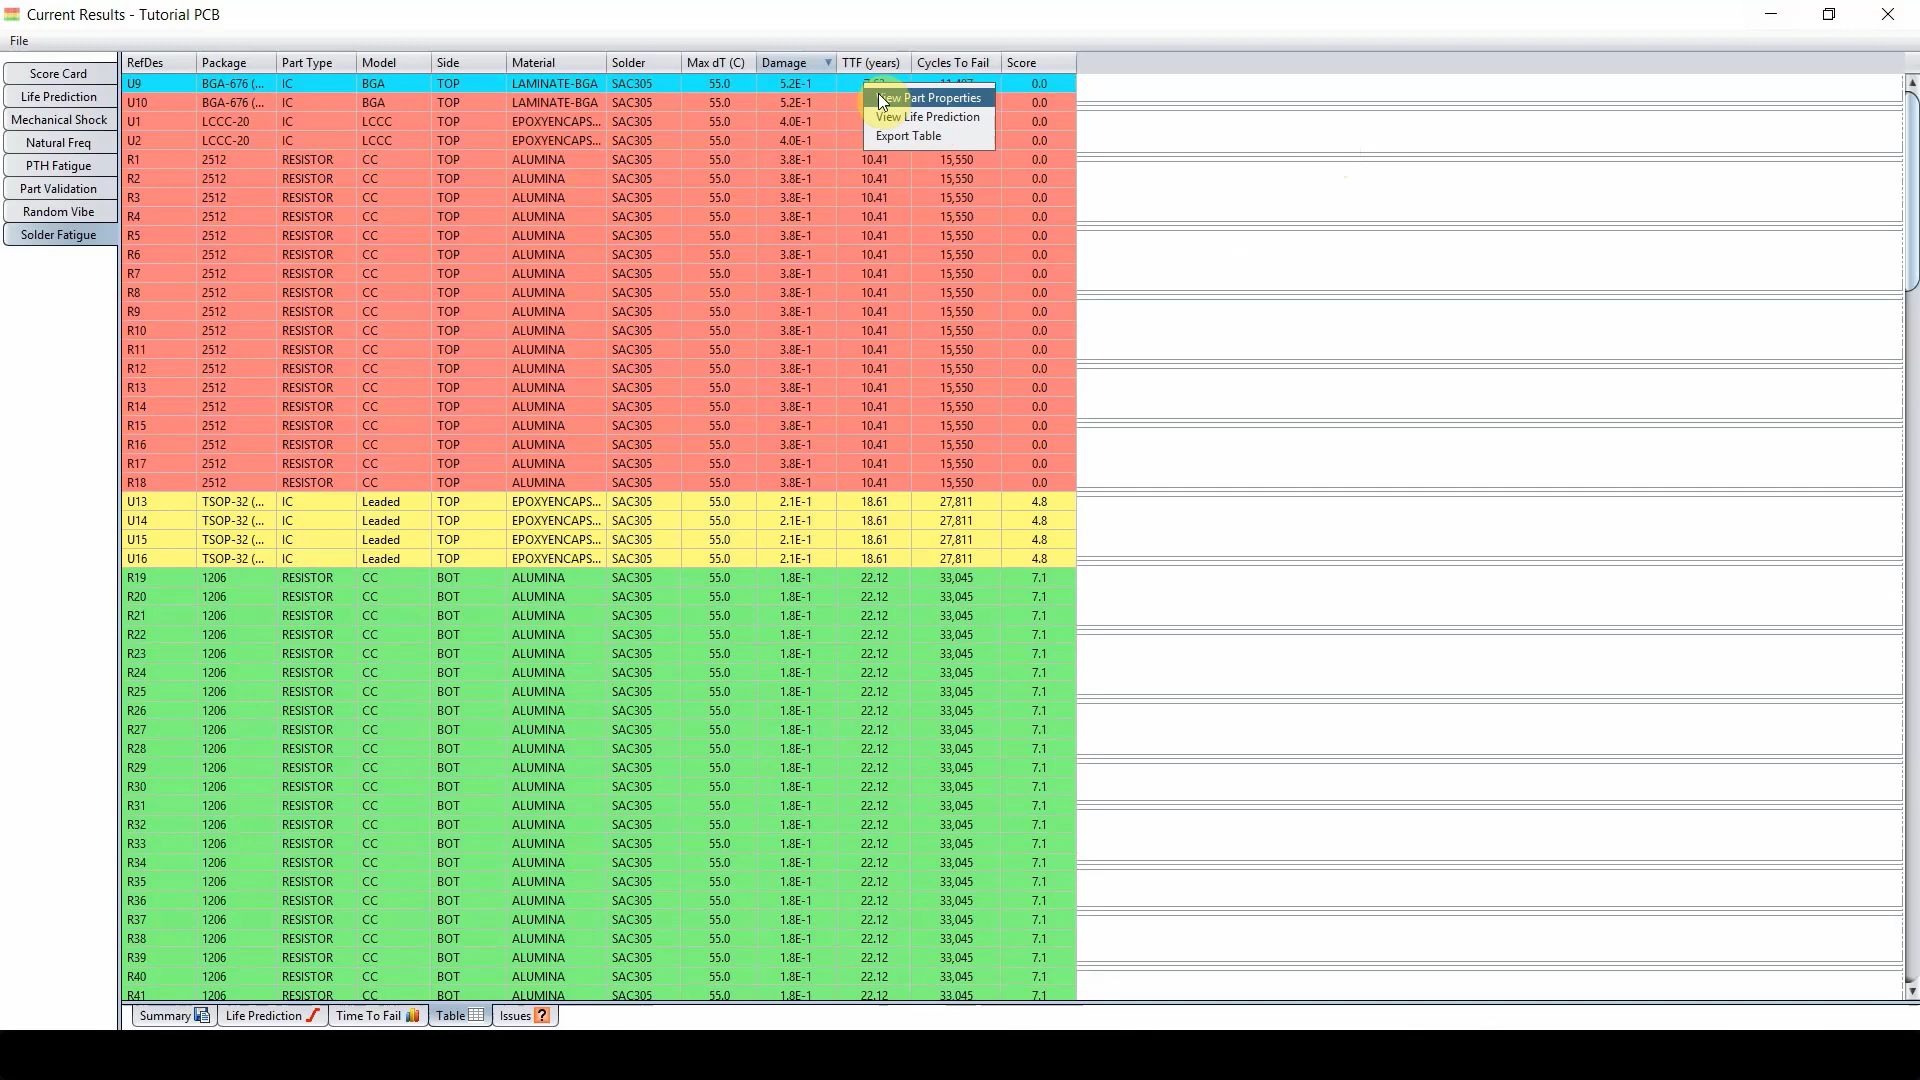 Current Results - Tutorial PCB
File
Score Card
Life Prediction
Mechanical Shock
Natural Freq
PTH Fatigue
Part Validation
Random Vibe
Solder Fatigue
RefDes Package Part Type Model Side Material Solder Max dT (C) Damage TTF (years) Cycles To Fail Score
U9 BGA-676 (... IC BGA TOP LAMINATE-BGA SAC305 55.0 5.2E-1 0.0
U10 BGA-676 (... IC BGA TOP LAMINATE-BGA SAC305 55.0 5.2E-1 0.0
U1 LCCC-20 IC LCCC TOP EPOXYENCAPS... SAC305 55.0 4.0E-1 0.0
U2 LCCC-20 IC LCCC TOP EPOXYENCAPS... SAC305 55.0 4.0E-1 0.0
View Part Properties
View Life Prediction
Export Table
R1 2512 RESISTOR CC TOP ALUMINA SAC305 55.0 3.8E-1 10.41 15,550 0.0
R2 2512 RESISTOR CC TOP ALUMINA SAC305 55.0 3.8E-1 10.41 15,550 0.0
R3 2512 RESISTOR CC TOP ALUMINA SAC305 55.0 3.8E-1 10.41 15,550 0.0
R4 2512 RESISTOR CC TOP ALUMINA SAC305 55.0 3.8E-1 10.41 15,550 0.0
R5 2512 RESISTOR CC TOP ALUMINA SAC305 55.0 3.8E-1 10.41 15,550 0.0
R6 2512 RESISTOR CC TOP ALUMINA SAC305 55.0 3.8E-1 10.41 15,550 0.0
R7 2512 RESISTOR CC TOP ALUMINA SAC305 55.0 3.8E-1 10.41 15,550 0.0
R8 2512 RESISTOR CC TOP ALUMINA SAC305 55.0 3.8E-1 10.41 15,550 0.0
R9 2512 RESISTOR CC TOP ALUMINA SAC305 55.0 3.8E-1 10.41 15,550 0.0
R10 2512 RESISTOR CC TOP ALUMINA SAC305 55.0 3.8E-1 10.41 15,550 0.0
R11 2512 RESISTOR CC TOP ALUMINA SAC305 55.0 3.8E-1 10.41 15,550 0.0
R12 2512 RESISTOR CC TOP ALUMINA SAC305 55.0 3.8E-1 10.41 15,550 0.0
R13 2512 RESISTOR CC TOP ALUMINA SAC305 55.0 3.8E-1 10.41 15,550 0.0
R14 2512 RESISTOR CC TOP ALUMINA SAC305 55.0 3.8E-1 10.41 15,550 0.0
R15 2512 RESISTOR CC TOP ALUMINA SAC305 55.0 3.8E-1 10.41 15,550 0.0
R16 2512 RESISTOR CC TOP ALUMINA SAC305 55.0 3.8E-1 10.41 15,550 0.0
R17 2512 RESISTOR CC TOP ALUMINA SAC305 55.0 3.8E-1 10.41 15,550 0.0
R18 2512 RESISTOR CC TOP ALUMINA SAC305 55.0 3.8E-1 10.41 15,550 0.0
U13 TSOP-32 (... IC Leaded TOP EPOXYENCAPS... SAC305 55.0 2.1E-1 18.61 27,811 4.8
U14 TSOP-32 (... IC Leaded TOP EPOXYENCAPS... SAC305 55.0 2.1E-1 18.61 27,811 4.8
U15 TSOP-32 (... IC Leaded TOP EPOXYENCAPS... SAC305 55.0 2.1E-1 18.61 27,811 4.8
U16 TSOP-32 (... IC Leaded TOP EPOXYENCAPS... SAC305 55.0 2.1E-1 18.61 27,811 4.8
R19 1206 RESISTOR CC BOT ALUMINA SAC305 55.0 1.8E-1 22.12 33,045 7.1
R20 1206 RESISTOR CC BOT ALUMINA SAC305 55.0 1.8E-1 22.12 33,045 7.1
R21 1206 RESISTOR CC BOT ALUMINA SAC305 55.0 1.8E-1 22.12 33,045 7.1
R22 1206 RESISTOR CC BOT ALUMINA SAC305 55.0 1.8E-1 22.12 33,045 7.1
R23 1206 RESISTOR CC BOT ALUMINA SAC305 55.0 1.8E-1 22.12 33,045 7.1
R24 1206 RESISTOR CC BOT ALUMINA SAC305 55.0 1.8E-1 22.12 33,045 7.1
R25 1206 RESISTOR CC BOT ALUMINA SAC305 55.0 1.8E-1 22.12 33,045 7.1
R26 1206 RESISTOR CC BOT ALUMINA SAC305 55.0 1.8E-1 22.12 33,045 7.1
R27 1206 RESISTOR CC BOT ALUMINA SAC305 55.0 1.8E-1 22.12 33,045 7.1
R28 1206 RESISTOR CC BOT ALUMINA SAC305 55.0 1.8E-1 22.12 33,045 7.1
R29 1206 RESISTOR CC BOT ALUMINA SAC305 55.0 1.8E-1 22.12 33,045 7.1
R30 1206 RESISTOR CC BOT ALUMINA SAC305 55.0 1.8E-1 22.12 33,045 7.1
R31 1206 RESISTOR CC BOT ALUMINA SAC305 55.0 1.8E-1 22.12 33,045 7.1
R32 1206 RESISTOR CC BOT ALUMINA SAC305 55.0 1.8E-1 22.12 33,045 7.1
R33 1206 RESISTOR CC BOT ALUMINA SAC305 55.0 1.8E-1 22.12 33,045 7.1
R34 1206 RESISTOR CC BOT ALUMINA SAC305 55.0 1.8E-1 22.12 33,045 7.1
R35 1206 RESISTOR CC BOT ALUMINA SAC305 55.0 1.8E-1 22.12 33,045 7.1
R36 1206 RESISTOR CC BOT ALUMINA SAC305 55.0 1.8E-1 22.12 33,045 7.1
R37 1206 RESISTOR CC BOT ALUMINA SAC305 55.0 1.8E-1 22.12 33,045 7.1
R38 1206 RESISTOR CC BOT ALUMINA SAC305 55.0 1.8E-1 22.12 33,045 7.1
R39 1206 RESISTOR CC BOT ALUMINA SAC305 55.0 1.8E-1 22.12 33,045 7.1
R40 1206 RESISTOR CC BOT ALUMINA SAC305 55.0 1.8E-1 22.12 33,045 7.1
R41 1206 RESISTOR CC BOT ALUMINA SAC305 55.0 1.8E-1 22.12 33,045 7.1
Summary Life Prediction Time To Fail Table Issues